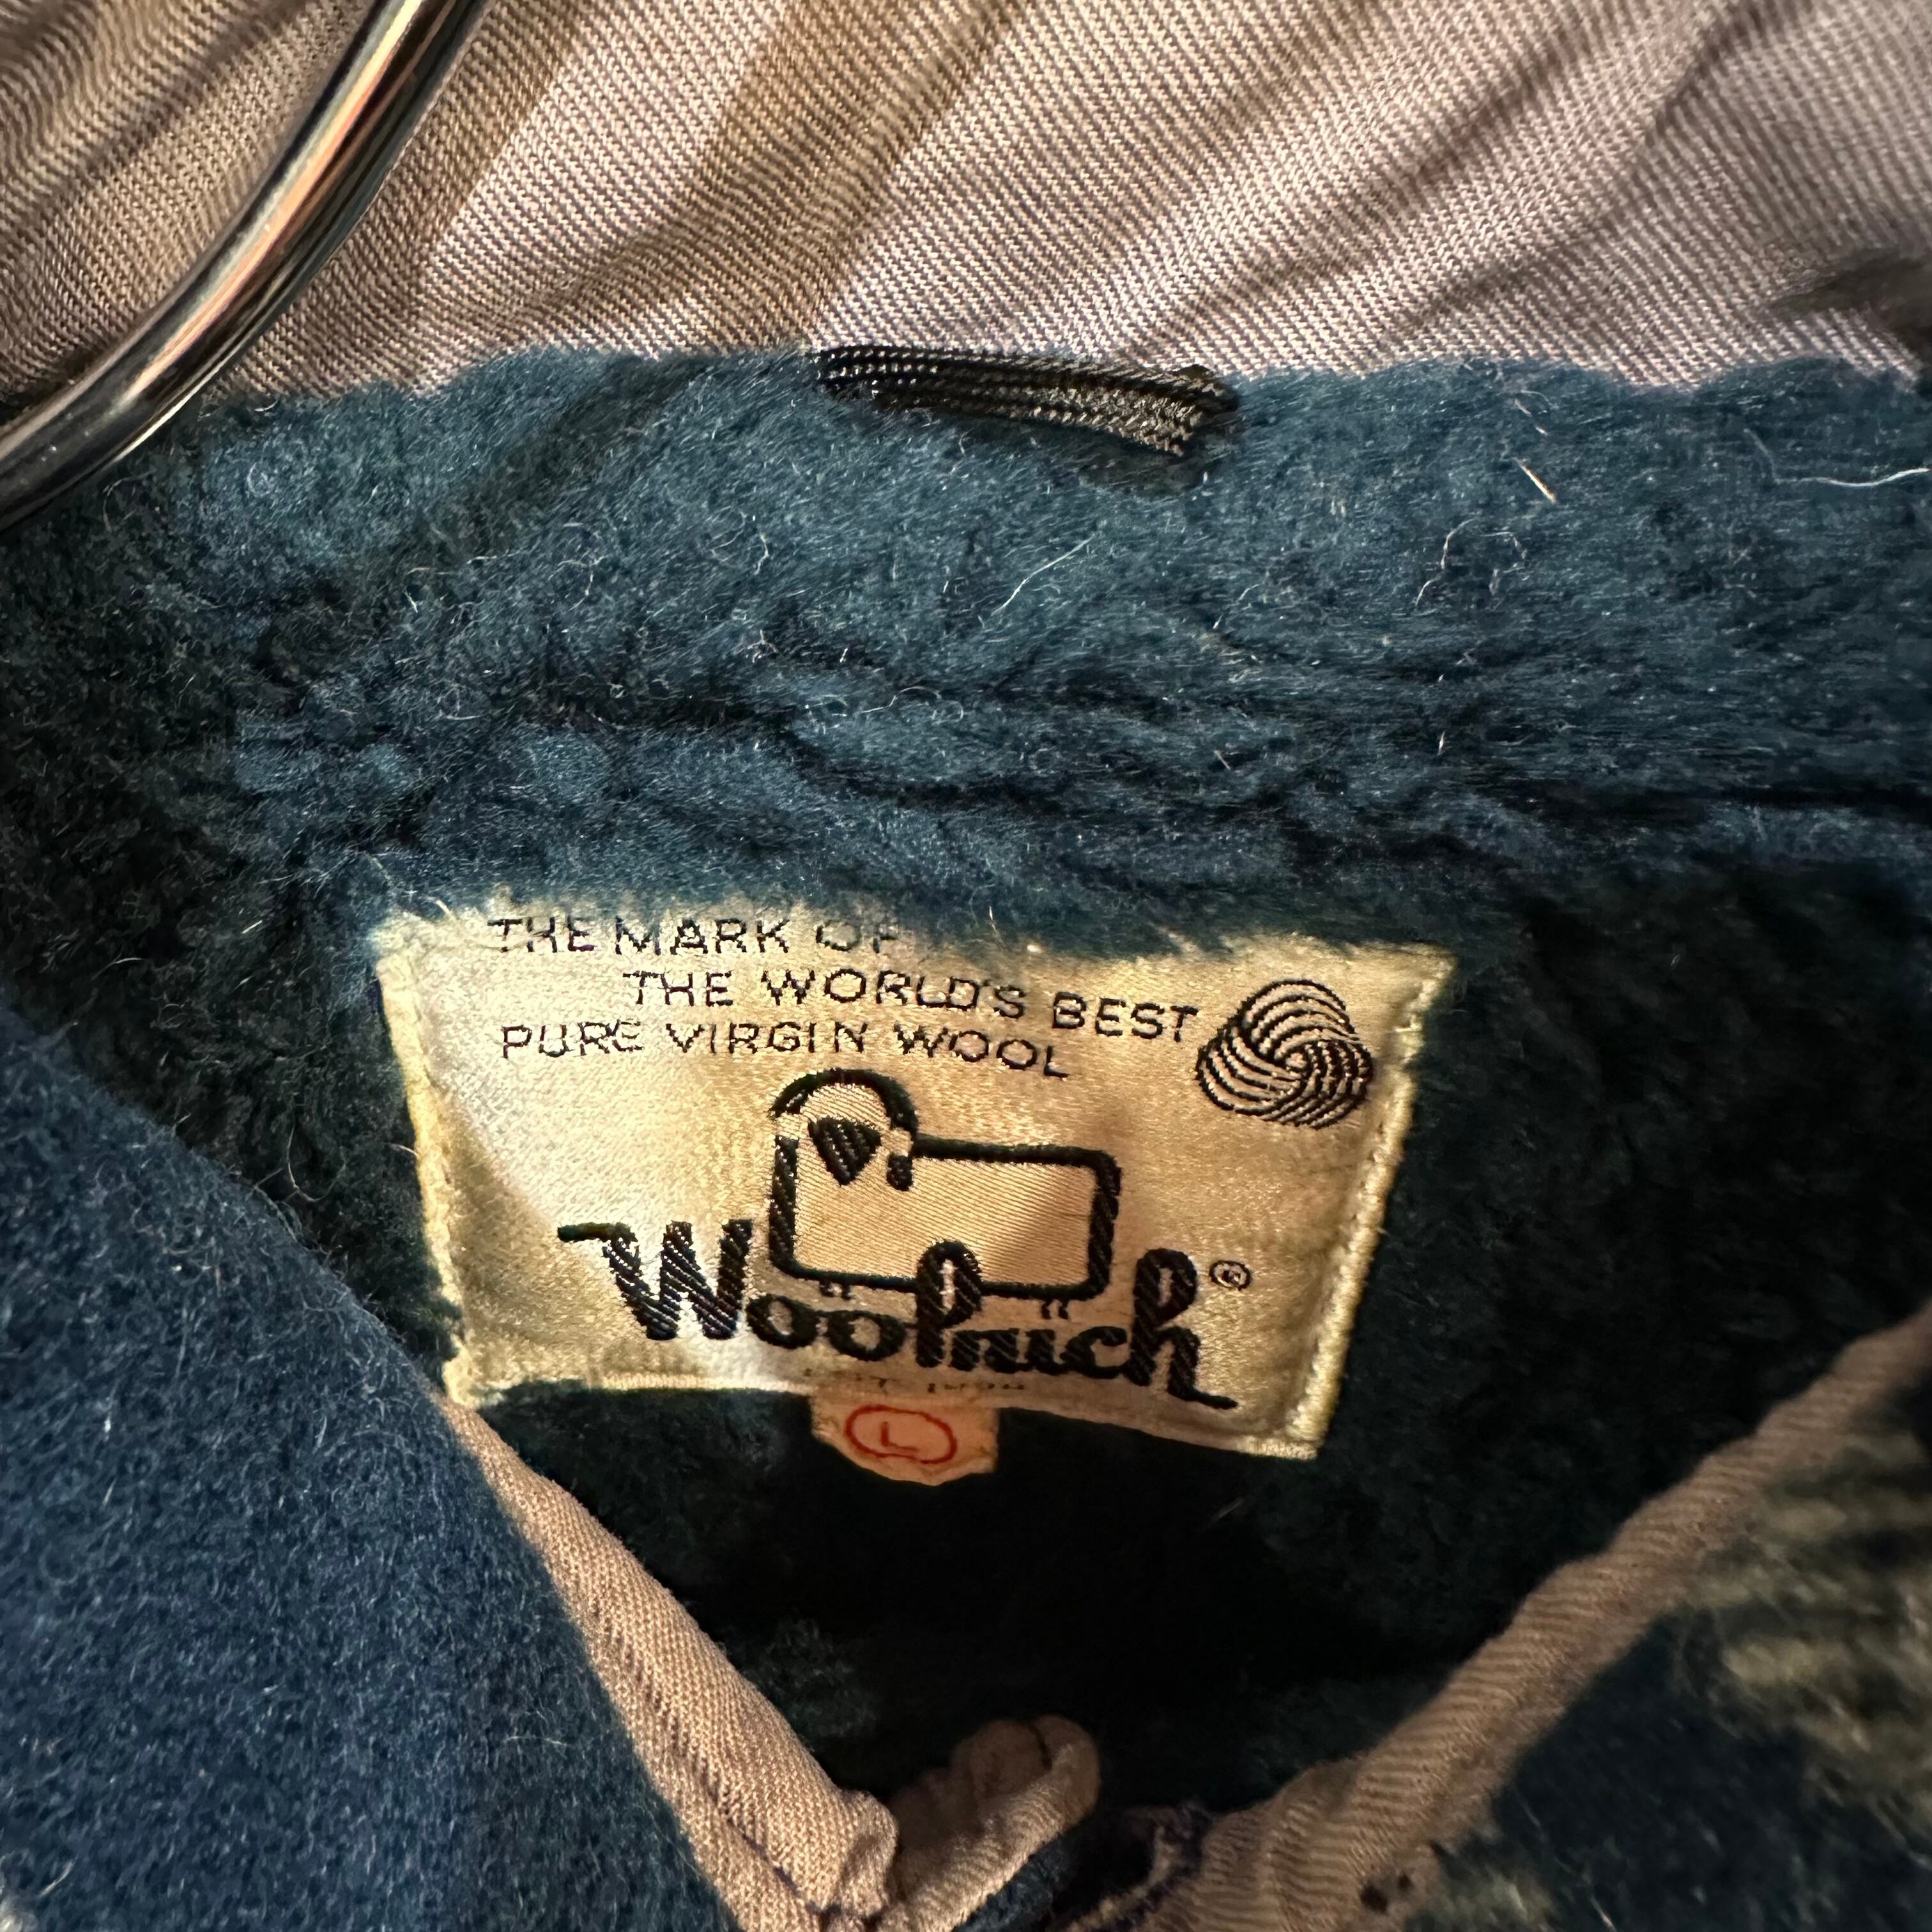 THE MARK OF
THE WORLD'S BEST
PURE VIRGIN WOOL
Woolrich®
L